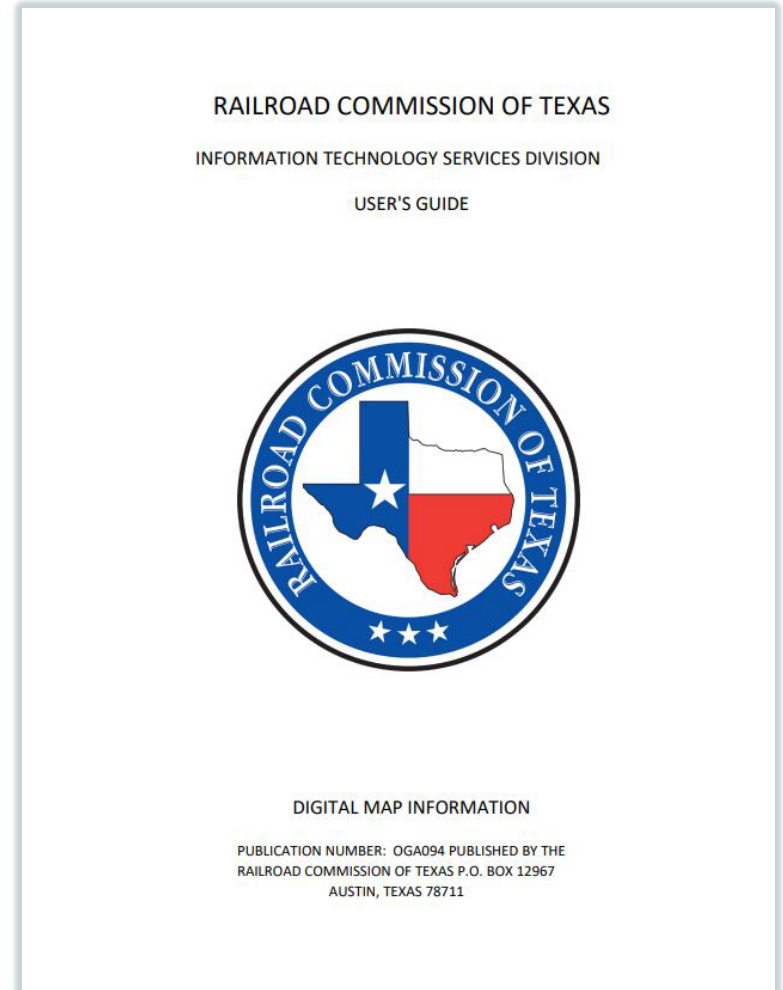 RAILROAD COMMISSION OF TEXAS
INFORMATION TECHNOLOGY SERVICES DIVISION
USER'S GUIDE
RAILROAD COMMISSION OF TEXAS
DIGITAL MAP INFORMATION
PUBLICATION NUMBER: OGA094 PUBLISHED BY THE
RAILROAD COMMISSION OF TEXAS P.O. BOX 12967
AUSTIN, TEXAS 78711